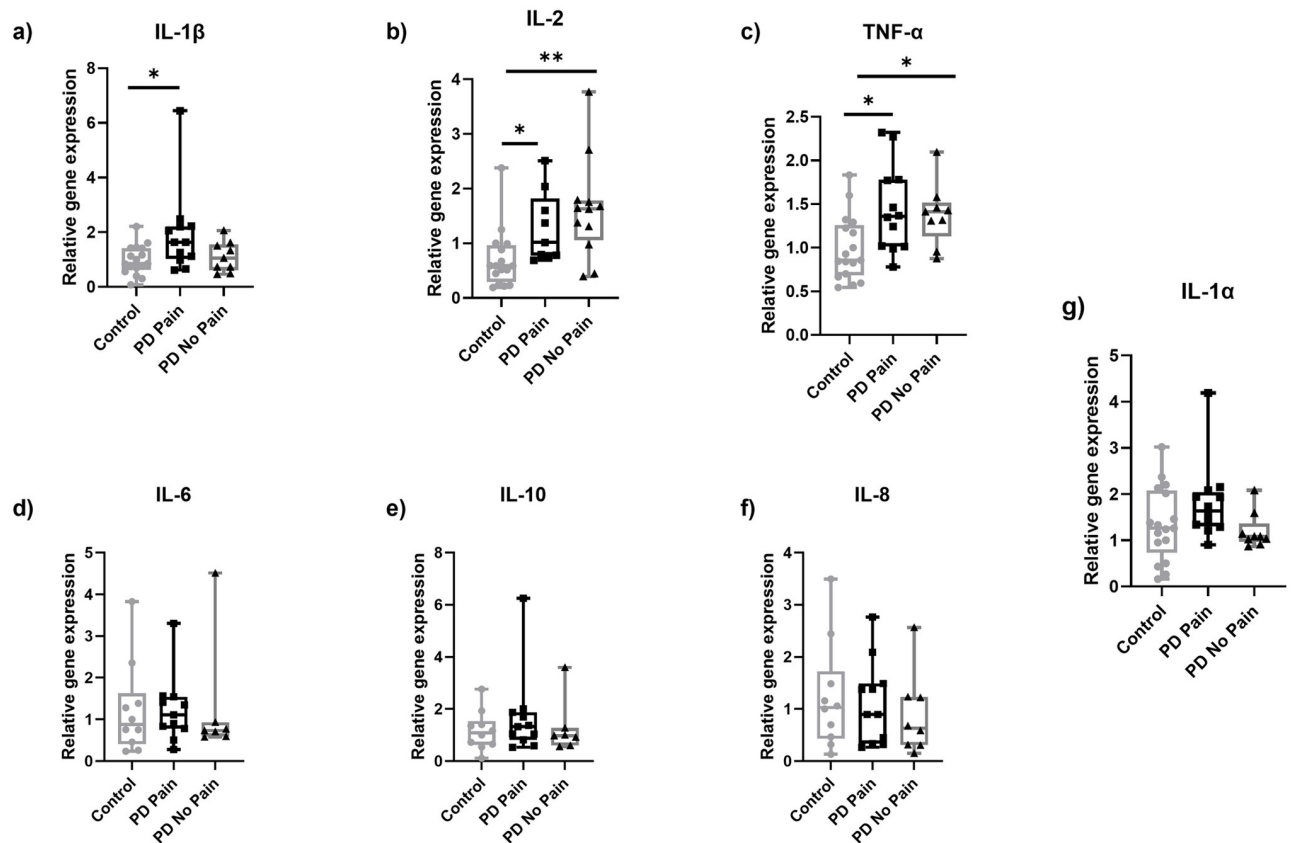 a)
IL-1β
*
Relative gene expression
8
6
4
2
0
Control
PD Pain
PD No Pain
b)
IL-2
**
*
Relative gene expression
4
3
2
1
0
Control
PD Pain
PD No Pain
c)
TNF-α
*
*
Relative gene expression
2.5
2.0
1.5
1.0
0.5
0.0
Control
PD Pain
PD No Pain
g)
IL-1α
Relative gene expression
5
4
3
2
1
0
Control
PD Pain
PD No Pain
d)
IL-6
Relative gene expression
5
4
3
2
1
0
Control
PD Pain
PD No Pain
e)
IL-10
Relative gene expression
8
6
4
2
0
Control
PD Pain
PD No Pain
f)
IL-8
Relative gene expression
4
3
2
1
0
Control
PD Pain
PD No Pain